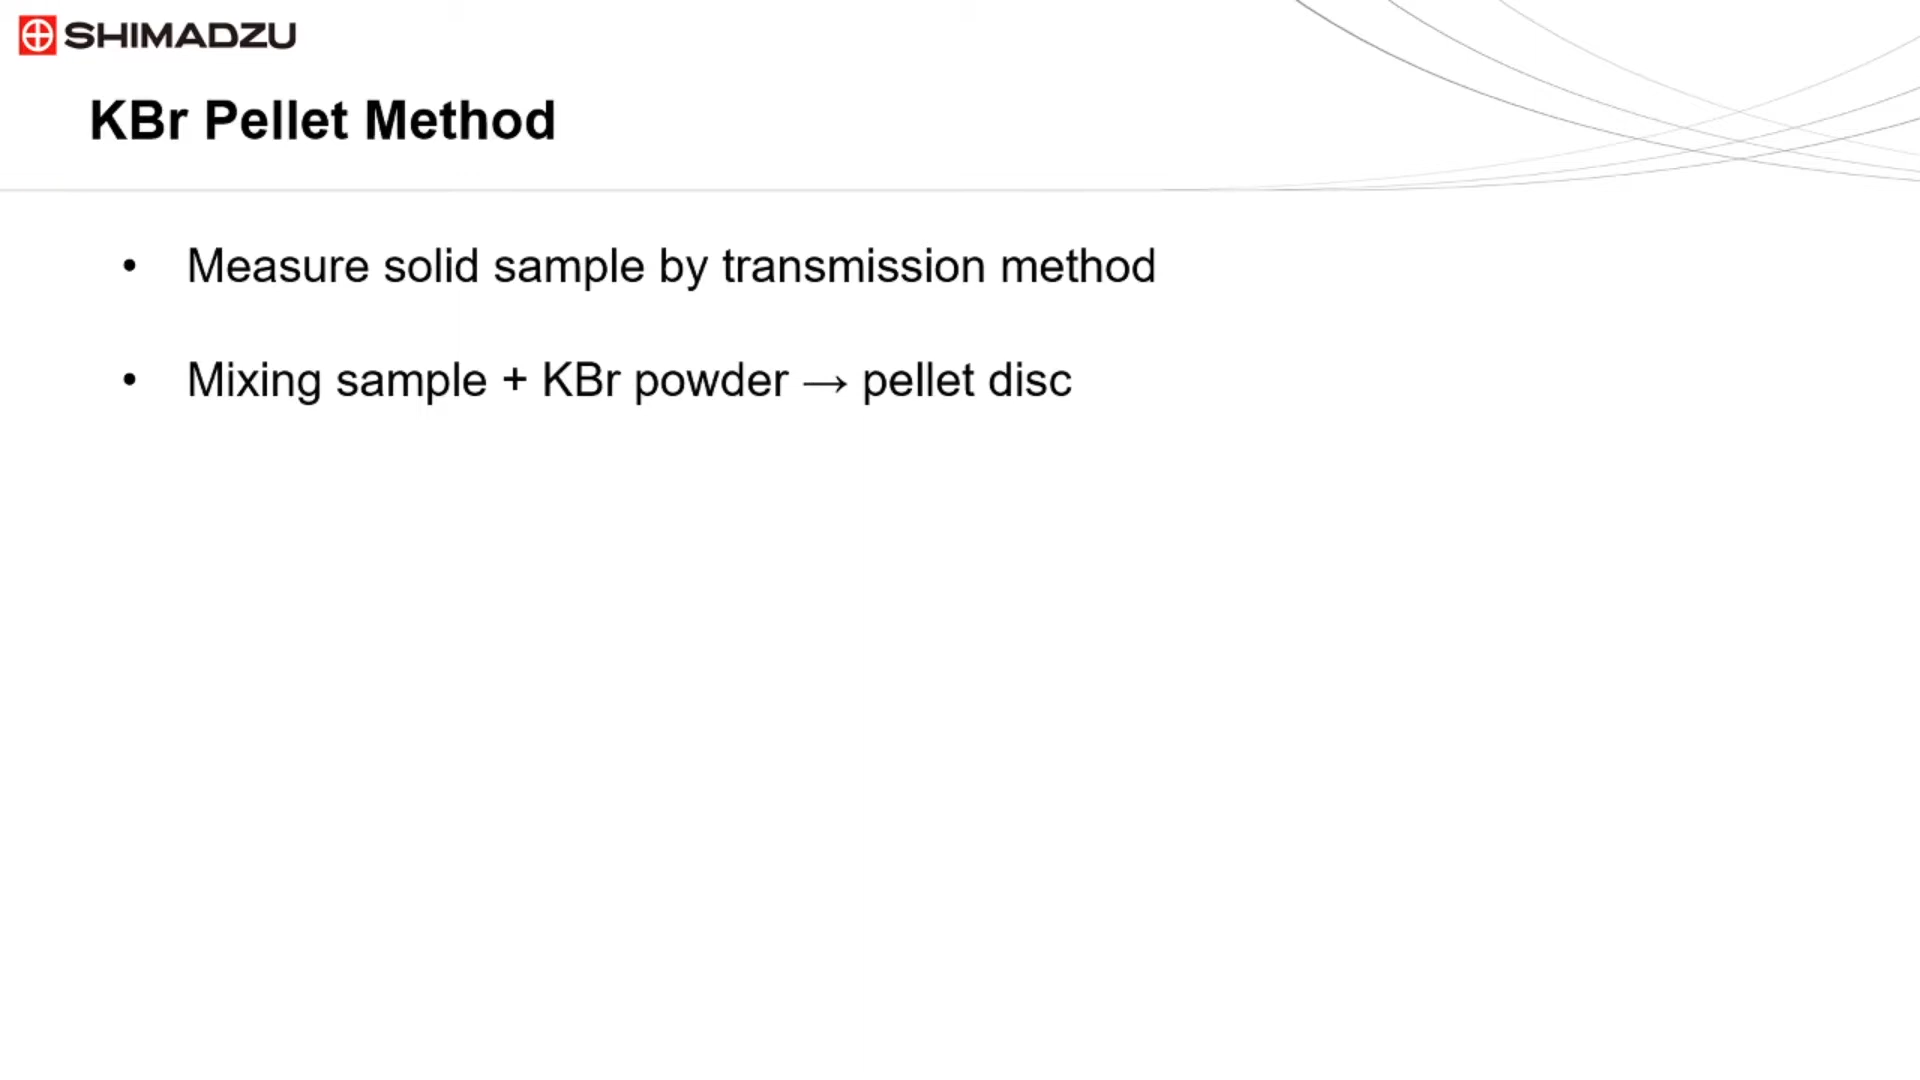 SHIMADZU
KBr Pellet Method
• Measure solid sample by transmission method
• Mixing sample + KBr powder → pellet disc